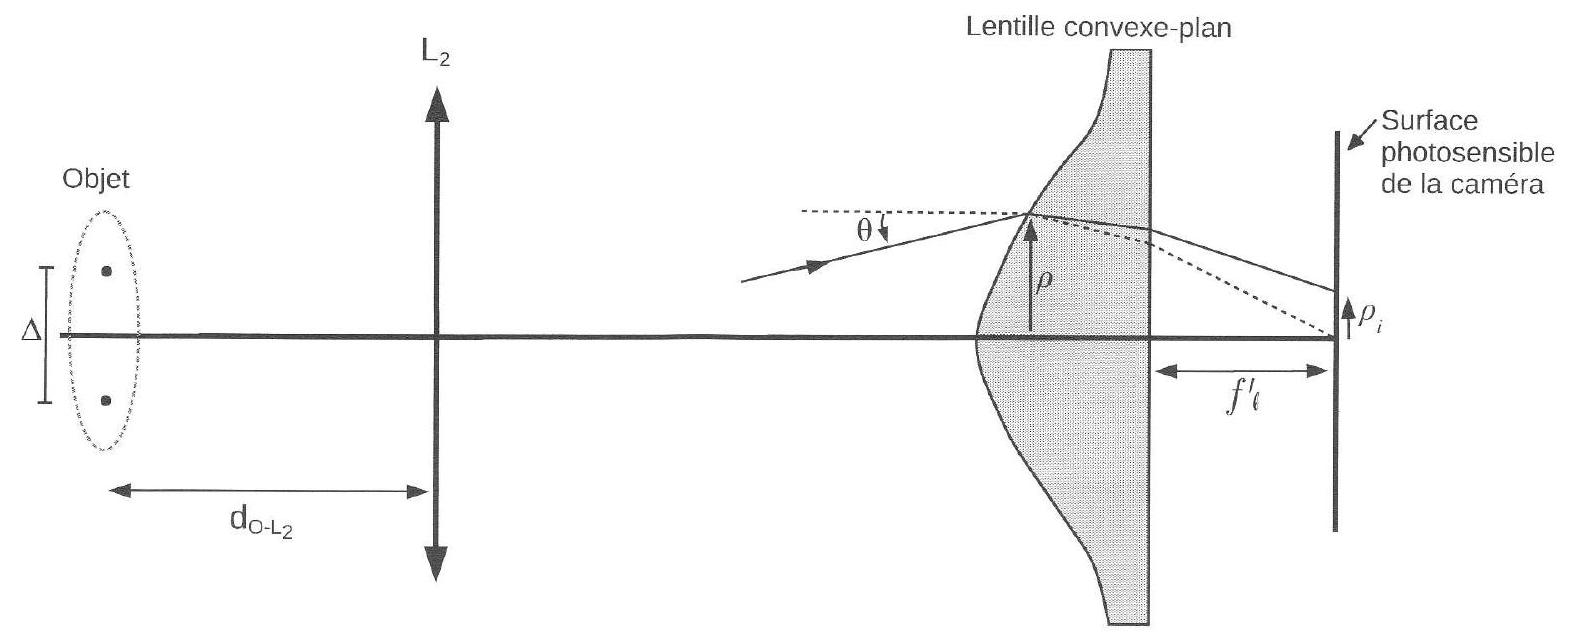 Lentille convexe-plan
L2
Surface
photosensible
de la caméra
Objet
θ
ρ
Δ
ρi
f'ℓ
dO-L2